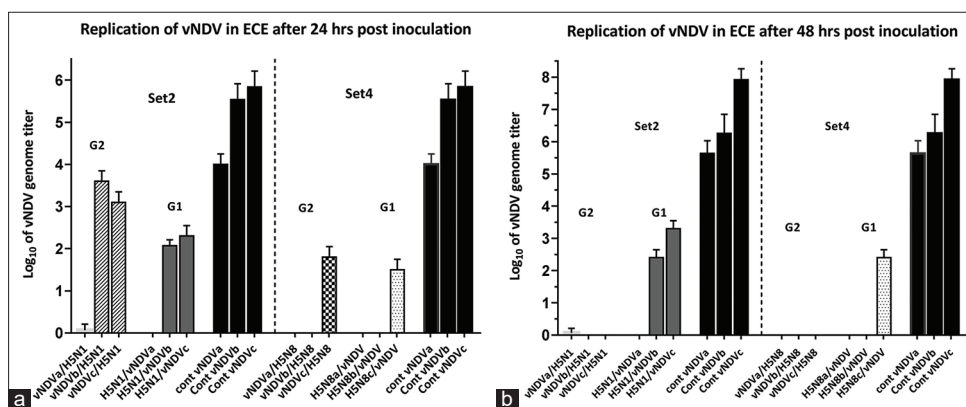 Replication of vNDV in ECE after 24 hrs post inoculation
Log10 of vNDV genome titer
6
5
4
3
2
1
0
Set2
Set4
G2
G1
G2
G1
vNDVa/H5N1
vNDVb/H5N1
vNDVc/H5N1
H5N1/vNDVa
H5N1/vNDVb
H5N1/vNDVc
cont vNDVa
Cont vNDVb
Cont vNDVc
vNDVa/H5N8
vNDVb/H5N8
vNDVc/H5N8
H5N8a/vNDV
H5N8b/vNDV
H5N8c/vNDV
cont vNDVa
Cont vNDVb
Cont vNDVc
a
Replication of vNDV in ECE after 48 hrs post inoculation
Log10 of vNDV genome titer
8
7
6
5
4
3
2
1
0
Set2
Set4
G2
G1
G2
G1
vNDVa/H5N1
vNDVb/H5N1
vNDVc/H5N1
H5N1/vNDVa
H5N1/vNDVb
H5N1/vNDVc
cont vNDVa
Cont vNDVb
Cont vNDVc
vNDVa/H5N8
vNDVb/H5N8
vNDVc/H5N8
H5N8a/vNDV
H5N8b/vNDV
H5N8c/vNDV
cont vNDVa
Cont vNDVb
Cont vNDVc
b